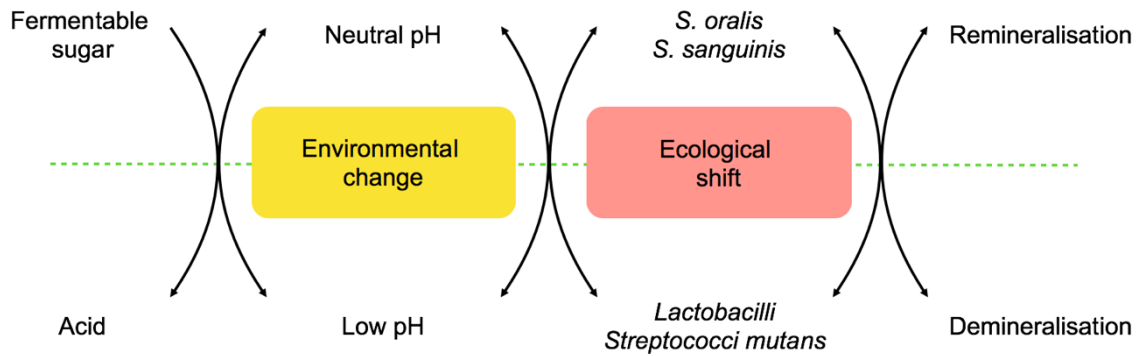 Fermentable
sugar
Neutral pH
S. oralis
S. sanguinis
Remineralisation
Environmental
change
Ecological
shift
Acid
Low pH
Lactobacilli
Streptococci mutans
Demineralisation